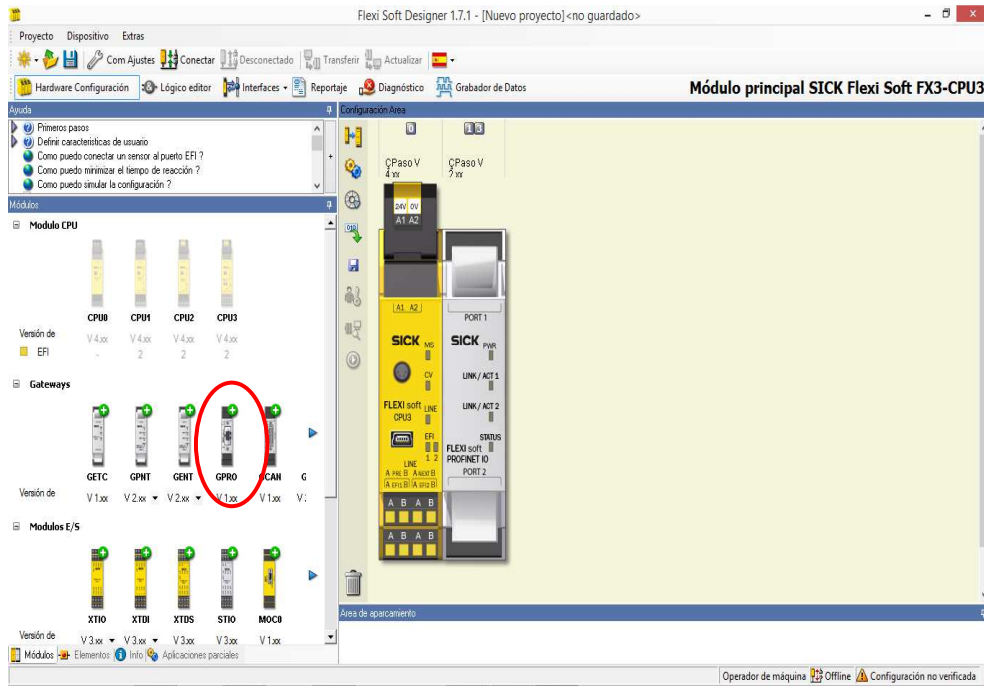 Flexi Soft Designer 1.7.1 - [Nuevo proyecto]<no guardado>
Proyecto Dispositivo Extras
Com Ajustes Conectar Desconectado Transferir Actualizar
Hardware Configuración Lógico editor Interfaces Reportaje Diagnóstico Grabador de Datos Módulo principal SICK Flexi Soft FX3-CPU3
Ayuda
Primeros pasos
Definir características de usuario
Como puedo conectar un sensor al puerto EFI ?
Como puedo minimizar el tiempo de reacción ?
Como puedo simular la configuración ?
Módulos
Modulo CPU
CPU0 CPU1 CPU2 CPU3
Versión de V 4.xx V 4.xx V 4.xx V 4.xx
EFI - 2 2 2
Gateways
GETC GPNT GENT GPRO GCAN G
Versión de V 1.xx V 2.xx V 2.xx V 1.xx V 1.xx V :
Modulos E/S
XTIO XTDI XTDS STIO MOC0
Versión de V 3.xx V 3.xx V 3.xx V 3.xx V 1.xx
Módulos Elementos Info Aplicaciones parciales
Configuración Area
0 13
ÇPaso V ÇPaso V
4 xx 2 xx
24V 0V
A1 A2
A1 A2
SICK
MS
CV
FLEXI soft
CPU3
LINE
EFI
1 2
LINE
A PRE B A NEXT B
A EFI1 B A EFI2 B
A B A B
A B A B
PORT 1
SICK
PWR
LINK / ACT 1
LINK / ACT 2
STATUS
FLEXI soft
PROFINET IO
PORT 2
Area de aparcamiento
Operador de máquina Offline Configuración no verificada